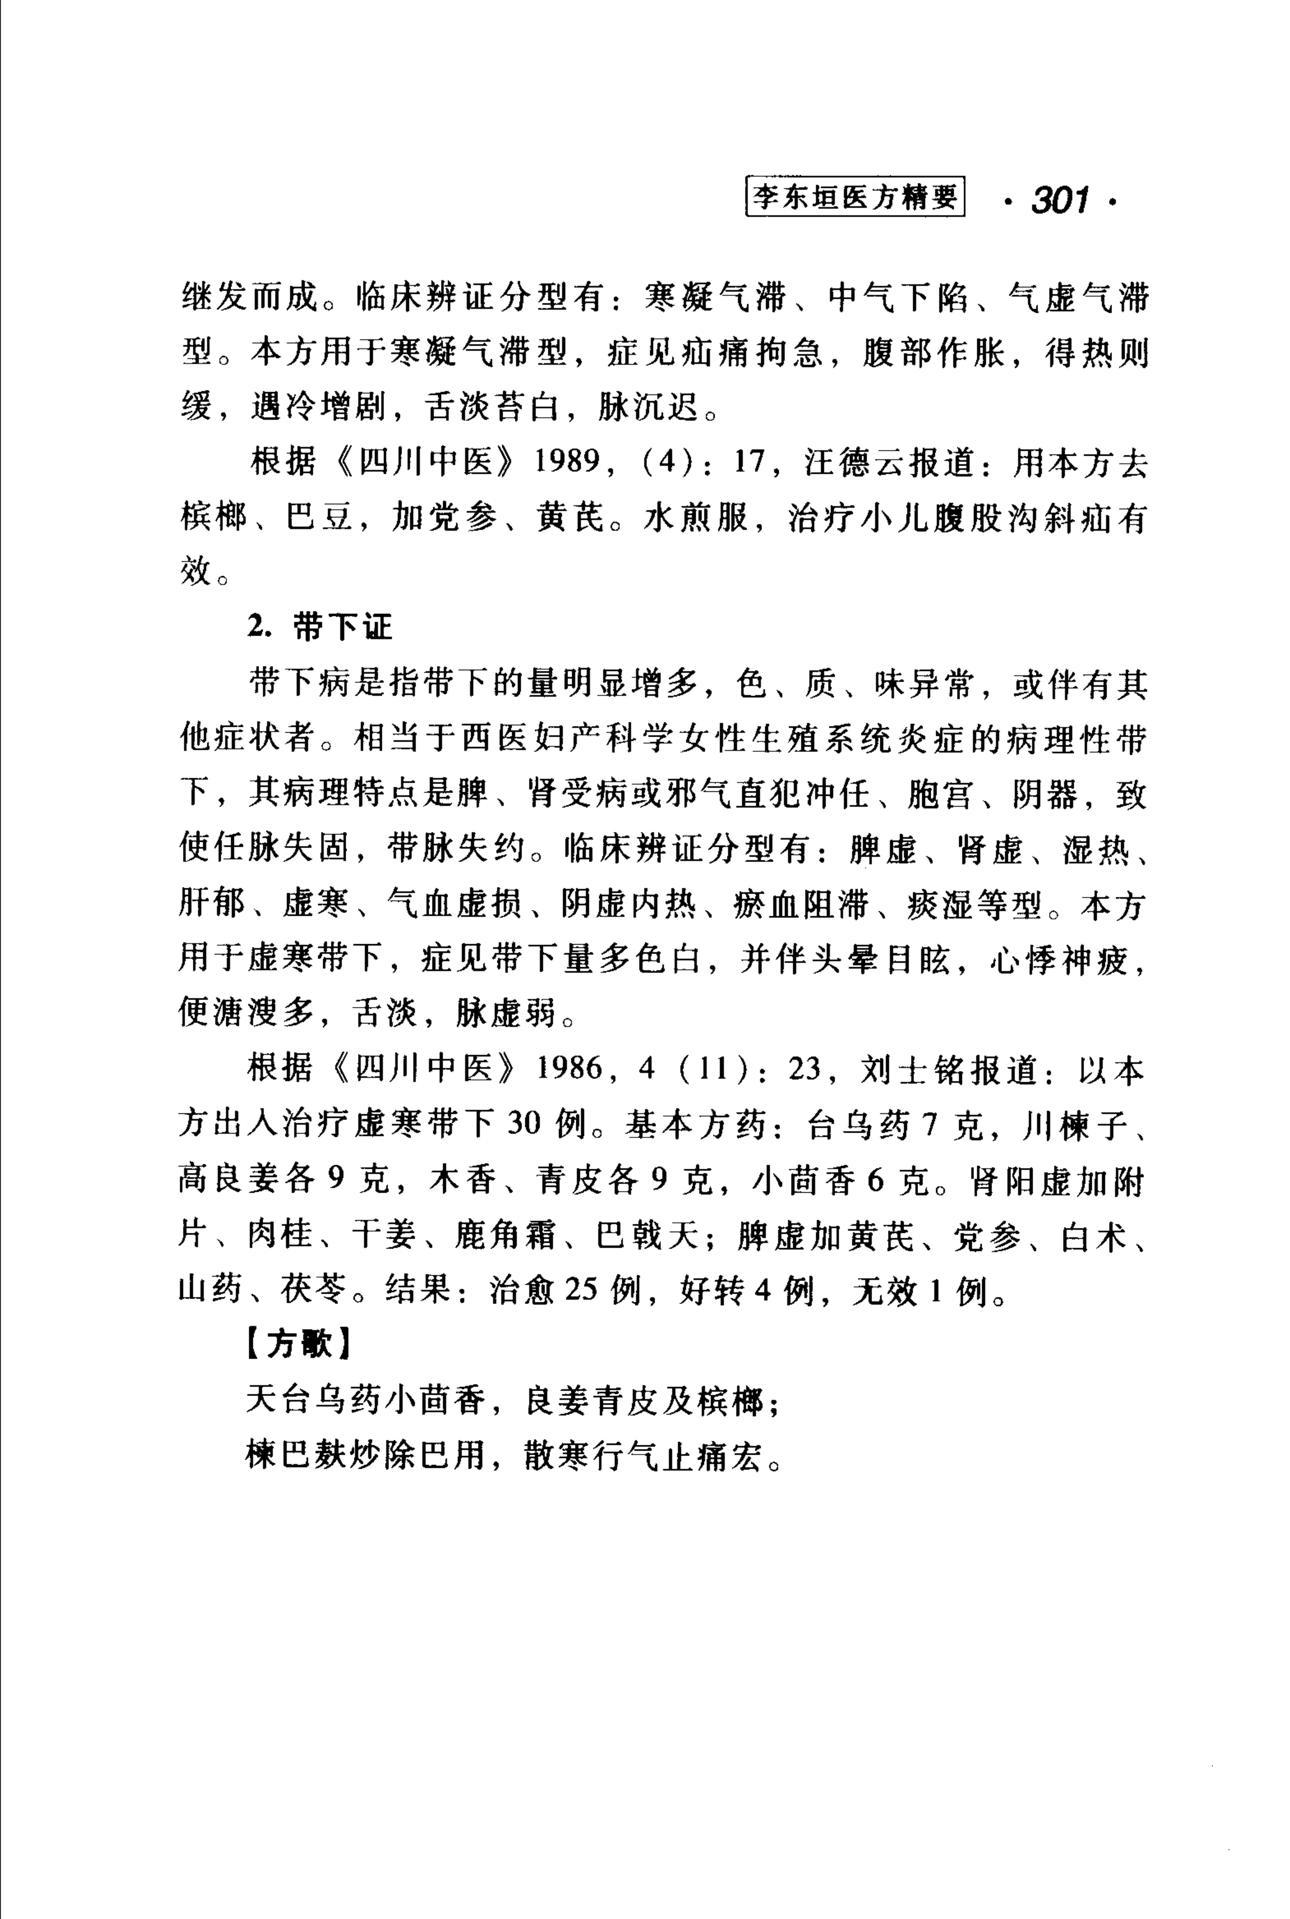 李东垣医方精要 ·301·
继发而成。临床辨证分型有：寒凝气滞、中气下陷、气虚气滞
型。本方用于寒凝气滞型，症见疝痛拘急，腹部作胀，得热则
缓，遇冷增剧，舌淡苔白，脉沉迟。
根据《四川中医》1989，（4）：17，汪德云报道：用本方去
槟榔、巴豆，加党参、黄芪。水煎服，治疗小儿腹股沟斜疝有
效。
2. 带下证
带下病是指带下的量明显增多，色、质、味异常，或伴有其
他症状者。相当于西医妇产科学女性生殖系统炎症的病理性带
下，其病理特点是脾、肾受病或邪气直犯冲任、胞宫、阴器，致
使任脉失固，带脉失约。临床辨证分型有：脾虚、肾虚、湿热、
肝郁、虚寒、气血虚损、阴虚内热、瘀血阻滞、痰湿等型。本方
用于虚寒带下，症见带下量多色白，并伴头晕目眩，心悸神疲，
便溏溲多，舌淡，脉虚弱。
根据《四川中医》1986，4（11）：23，刘士铭报道：以本
方出入治疗虚寒带下30例。基本方药：台乌药7克，川楝子、
高良姜各9克，木香、青皮各9克，小茴香6克。肾阳虚加附
片、肉桂、干姜、鹿角霜、巴戟天；脾虚加黄芪、党参、白术、
山药、茯苓。结果：治愈25例，好转4例，无效1例。
【方歌】
天台乌药小茴香，良姜青皮及槟榔；
楝巴麸炒除巴用，散寒行气止痛宏。